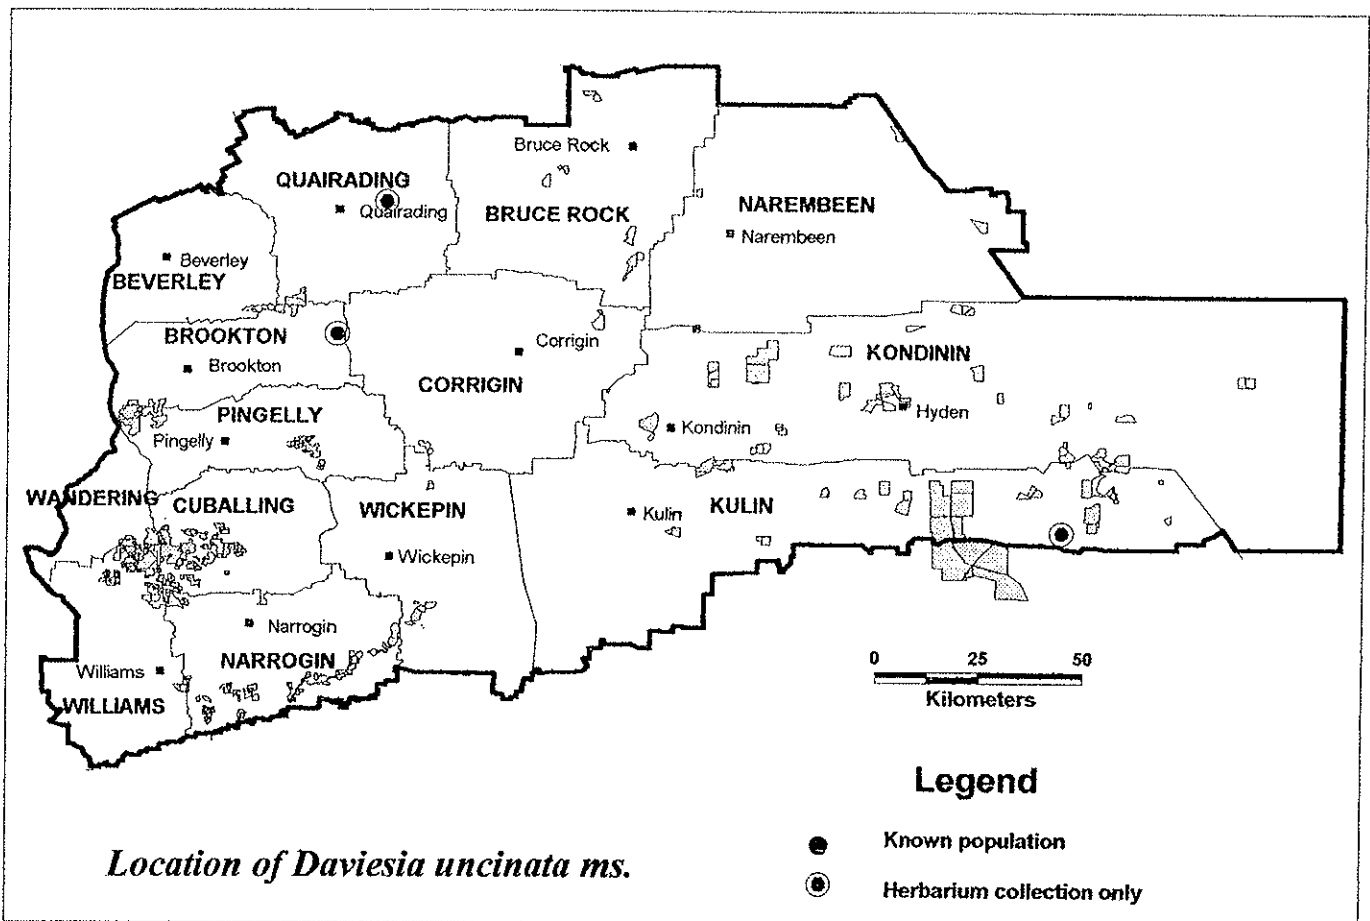 Bruce Rock
QUAIRADING
Quairading
BRUCE ROCK
NAREMBEEN
Narembeen
Beverley
BEVERLEY
BROOKTON
Brookton
Corrigin
CORRIGIN
KONDININ
Hyden
PINGELLY
Pingelly
Kondinin
WANDERING
CUBALLING
WICKEPIN
Kulin
KULIN
Wickepin
Narrogin
NARROGIN
Williams
WILLIAMS
0 25 50
Kilometers
Legend
Known population
Herbarium collection only
Location of Daviesia uncinata ms.